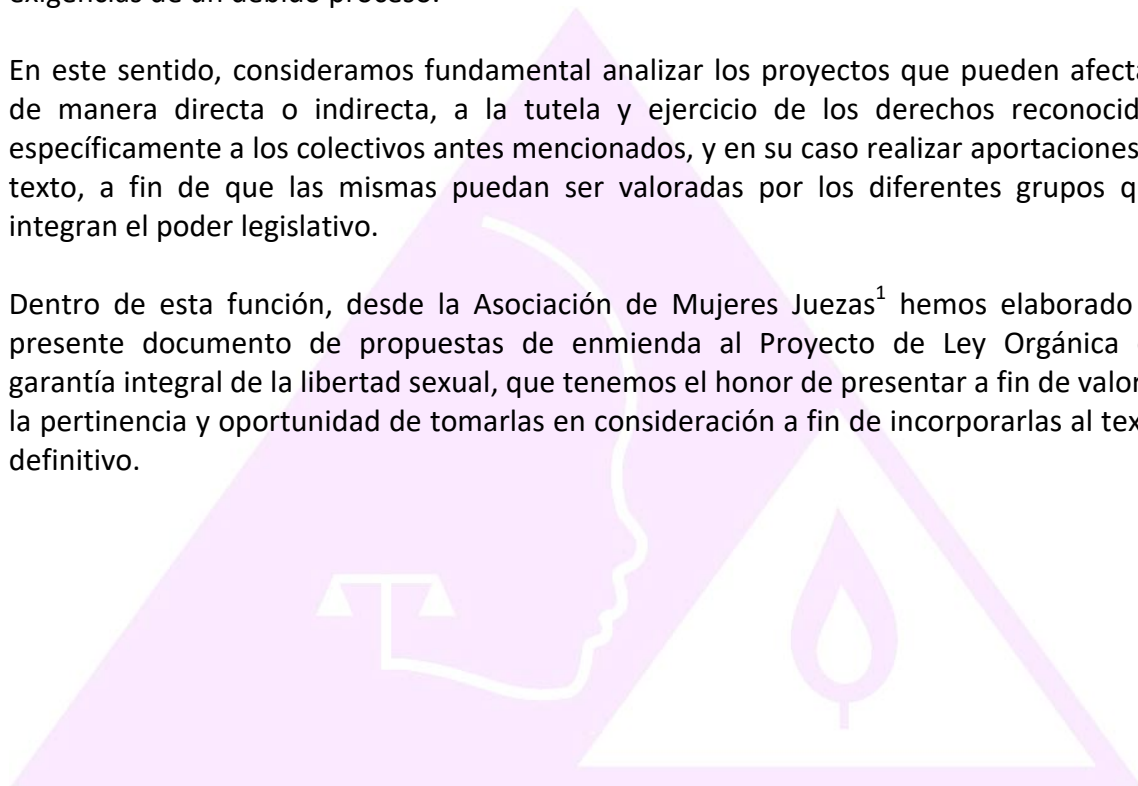 En este sentido, consideramos fundamental analizar los proyectos que pueden afecta
de manera directa o indirecta, a la tutela y ejercicio de los derechos reconocid
específicamente a los colectivos antes mencionados, y en su caso realizar aportaciones
texto, a fin de que las mismas puedan ser valoradas por los diferentes grupos q
integran el poder legislativo.
Dentro de esta función, desde la Asociación de Mujeres Juezas¹ hemos elaborado
presente documento de propuestas de enmienda al Proyecto de Ley Orgánica
garantía integral de la libertad sexual, que tenemos el honor de presentar a fin de valor
la pertinencia y oportunidad de tomarlas en consideración a fin de incorporarlas al tex
definitivo.